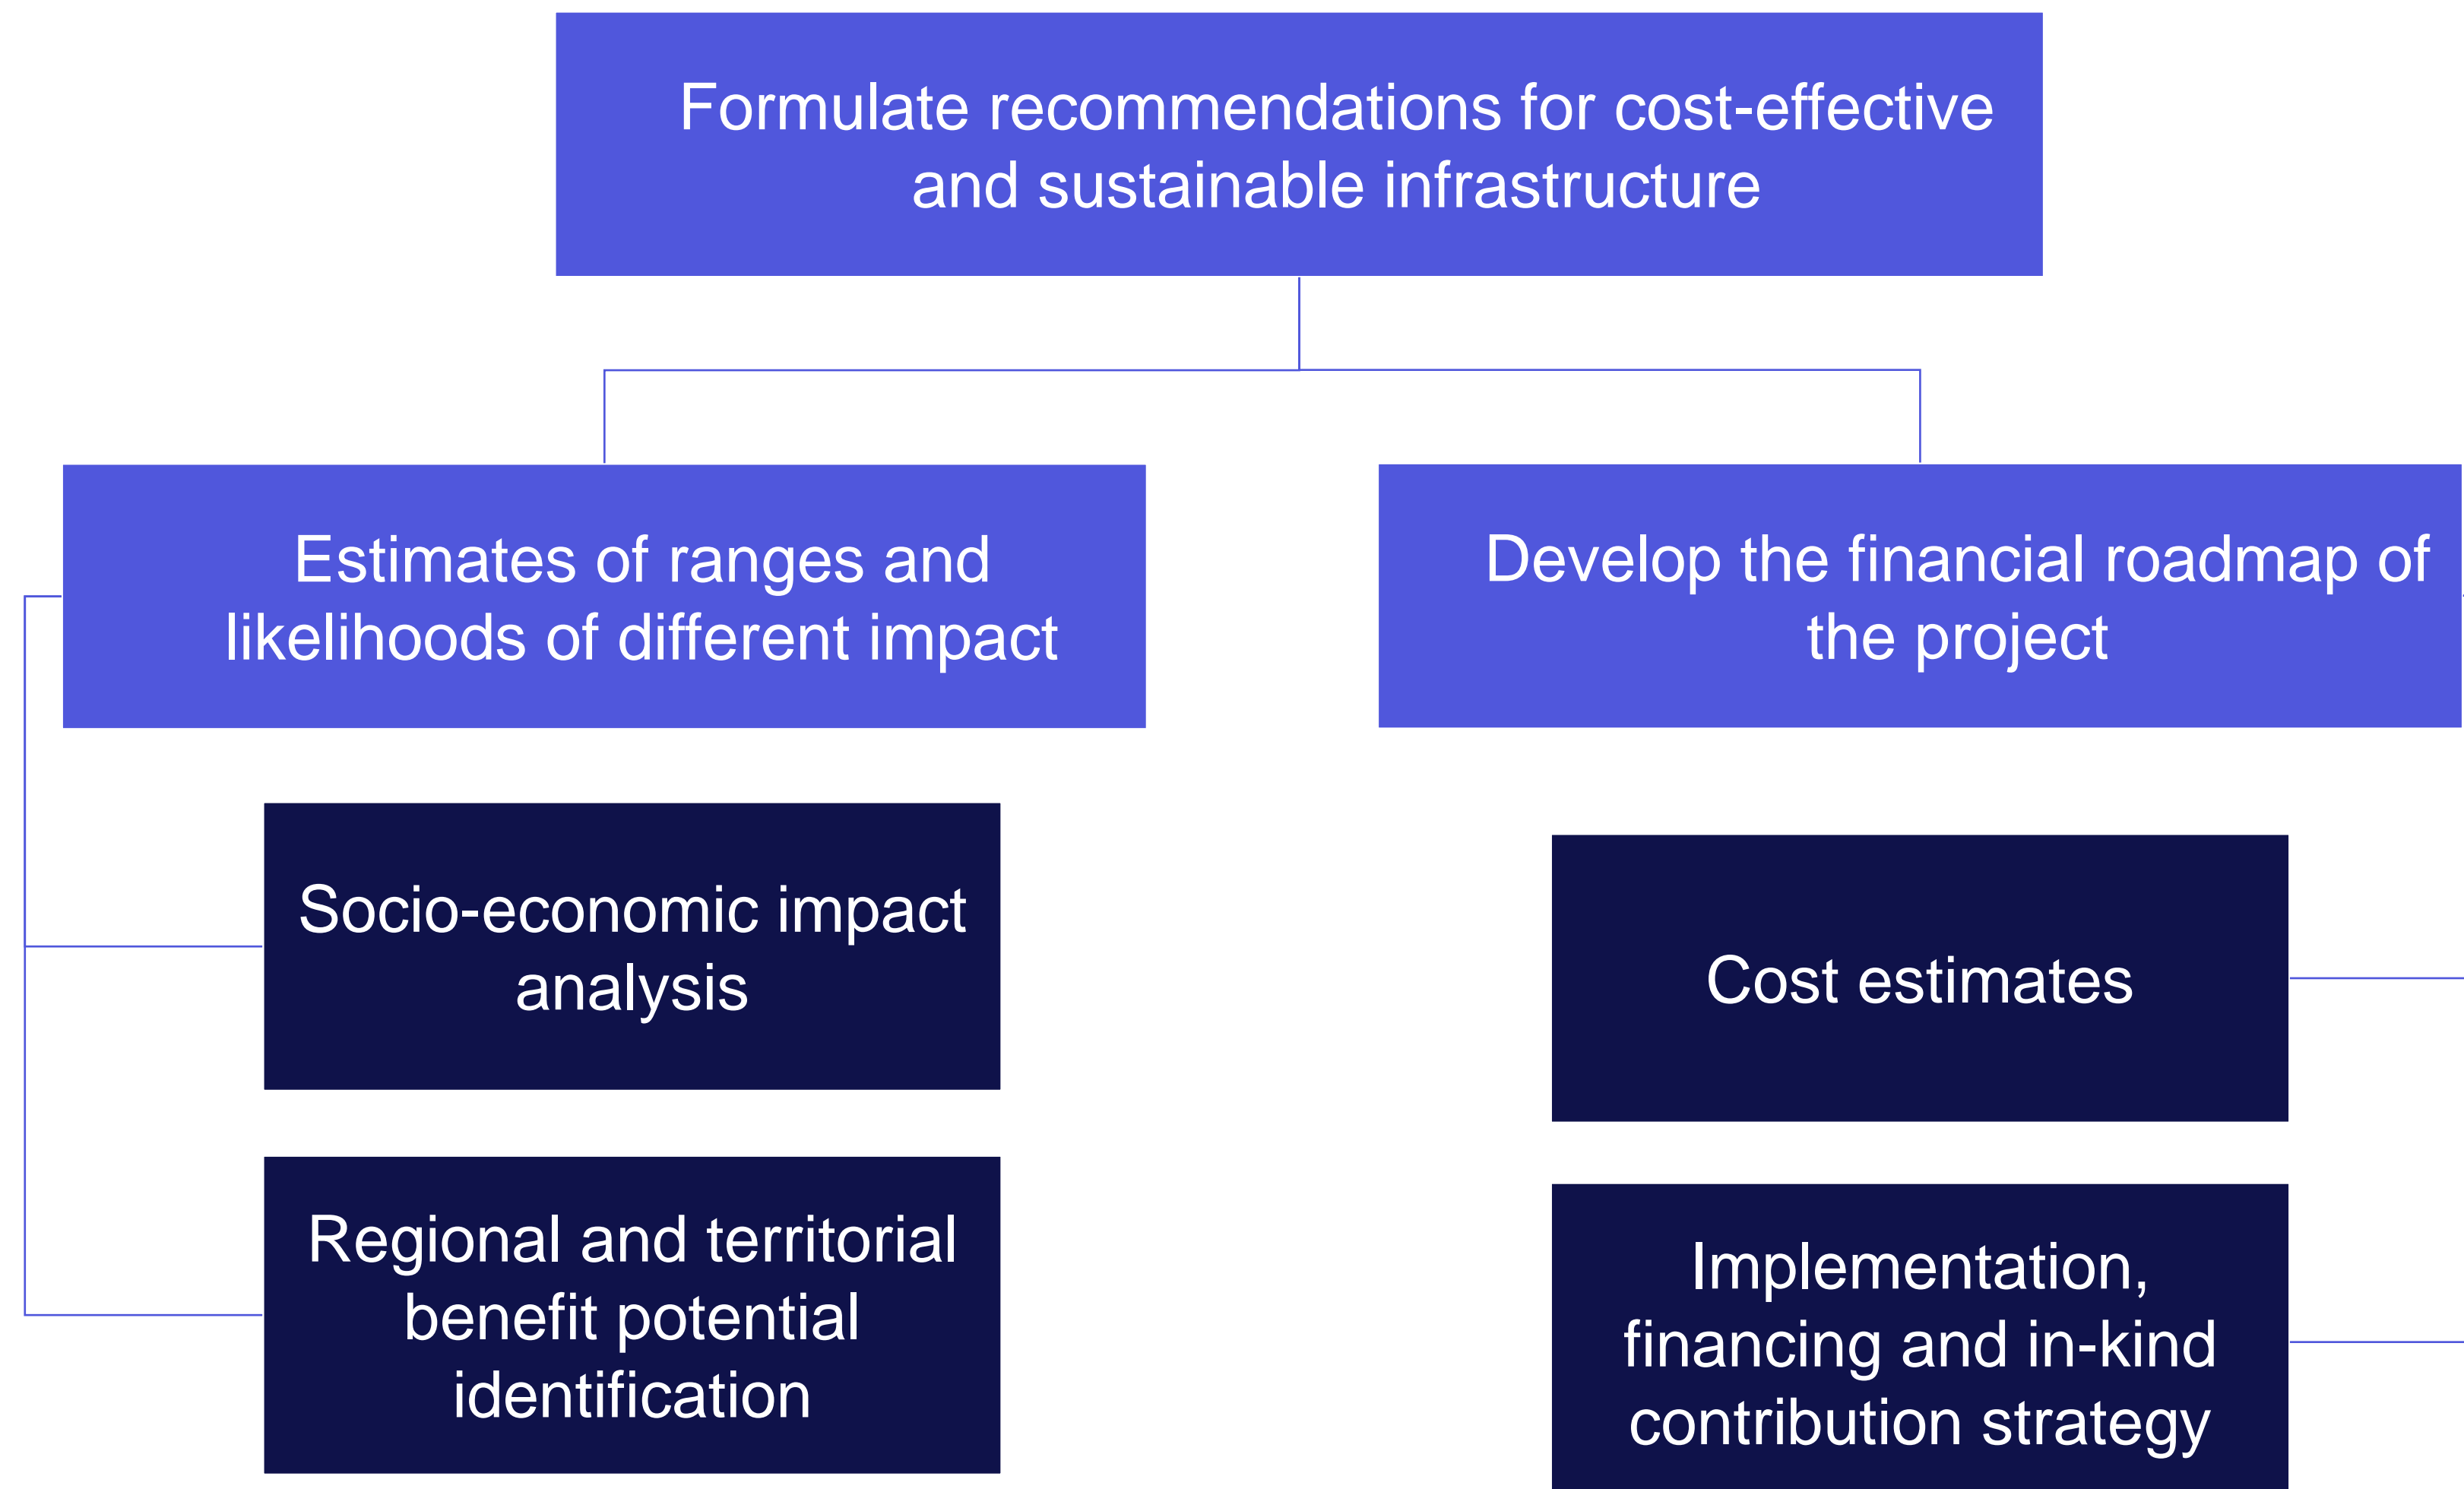 Formulate recommendations for cost-effective
and sustainable infrastructure
Estimates of ranges and
likelihoods of different impact
Develop the financial roadmap of
the project
Socio-economic impact
analysis
Cost estimates
Regional and territorial
benefit potential
identification
Implementation,
financing and in-kind
contribution strategy